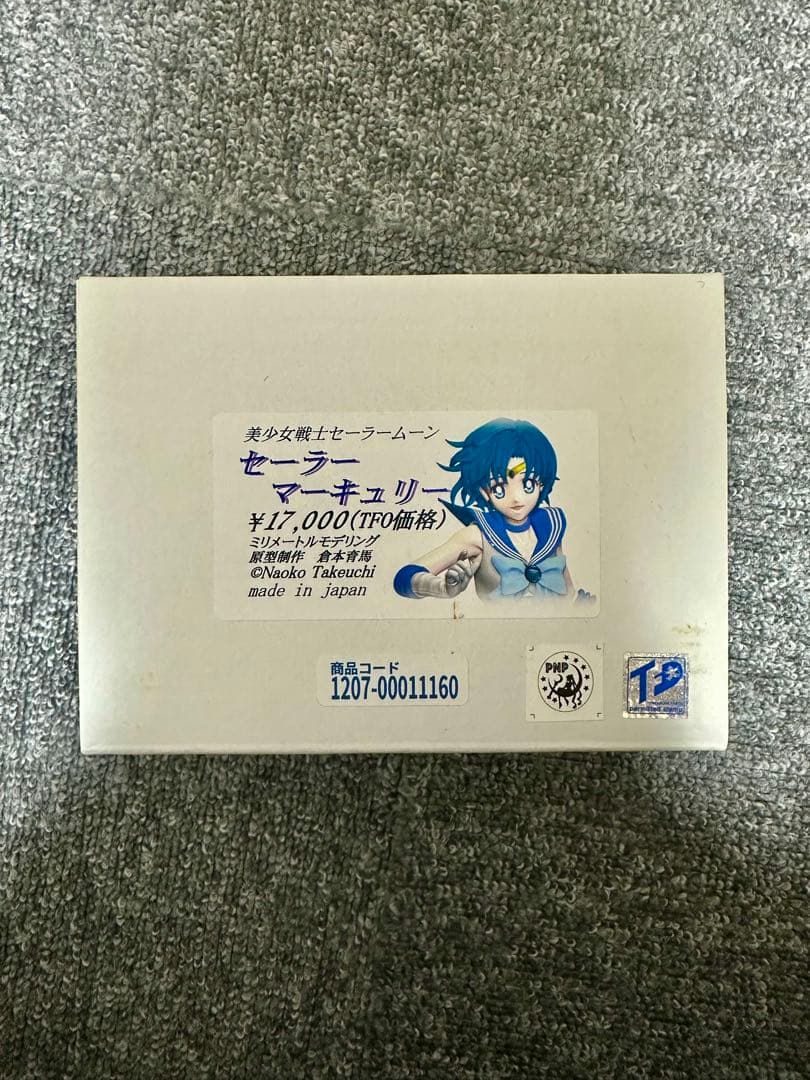 美少女戦士セーラームーン
セーラー
マーキュリー
¥17,000(TFO価格)
ミリメートルモデリング
原型制作 倉本育馬
©Naoko Takeuchi
made in japan
商品コード
1207-00011160
PNP
TD
permitted stamp